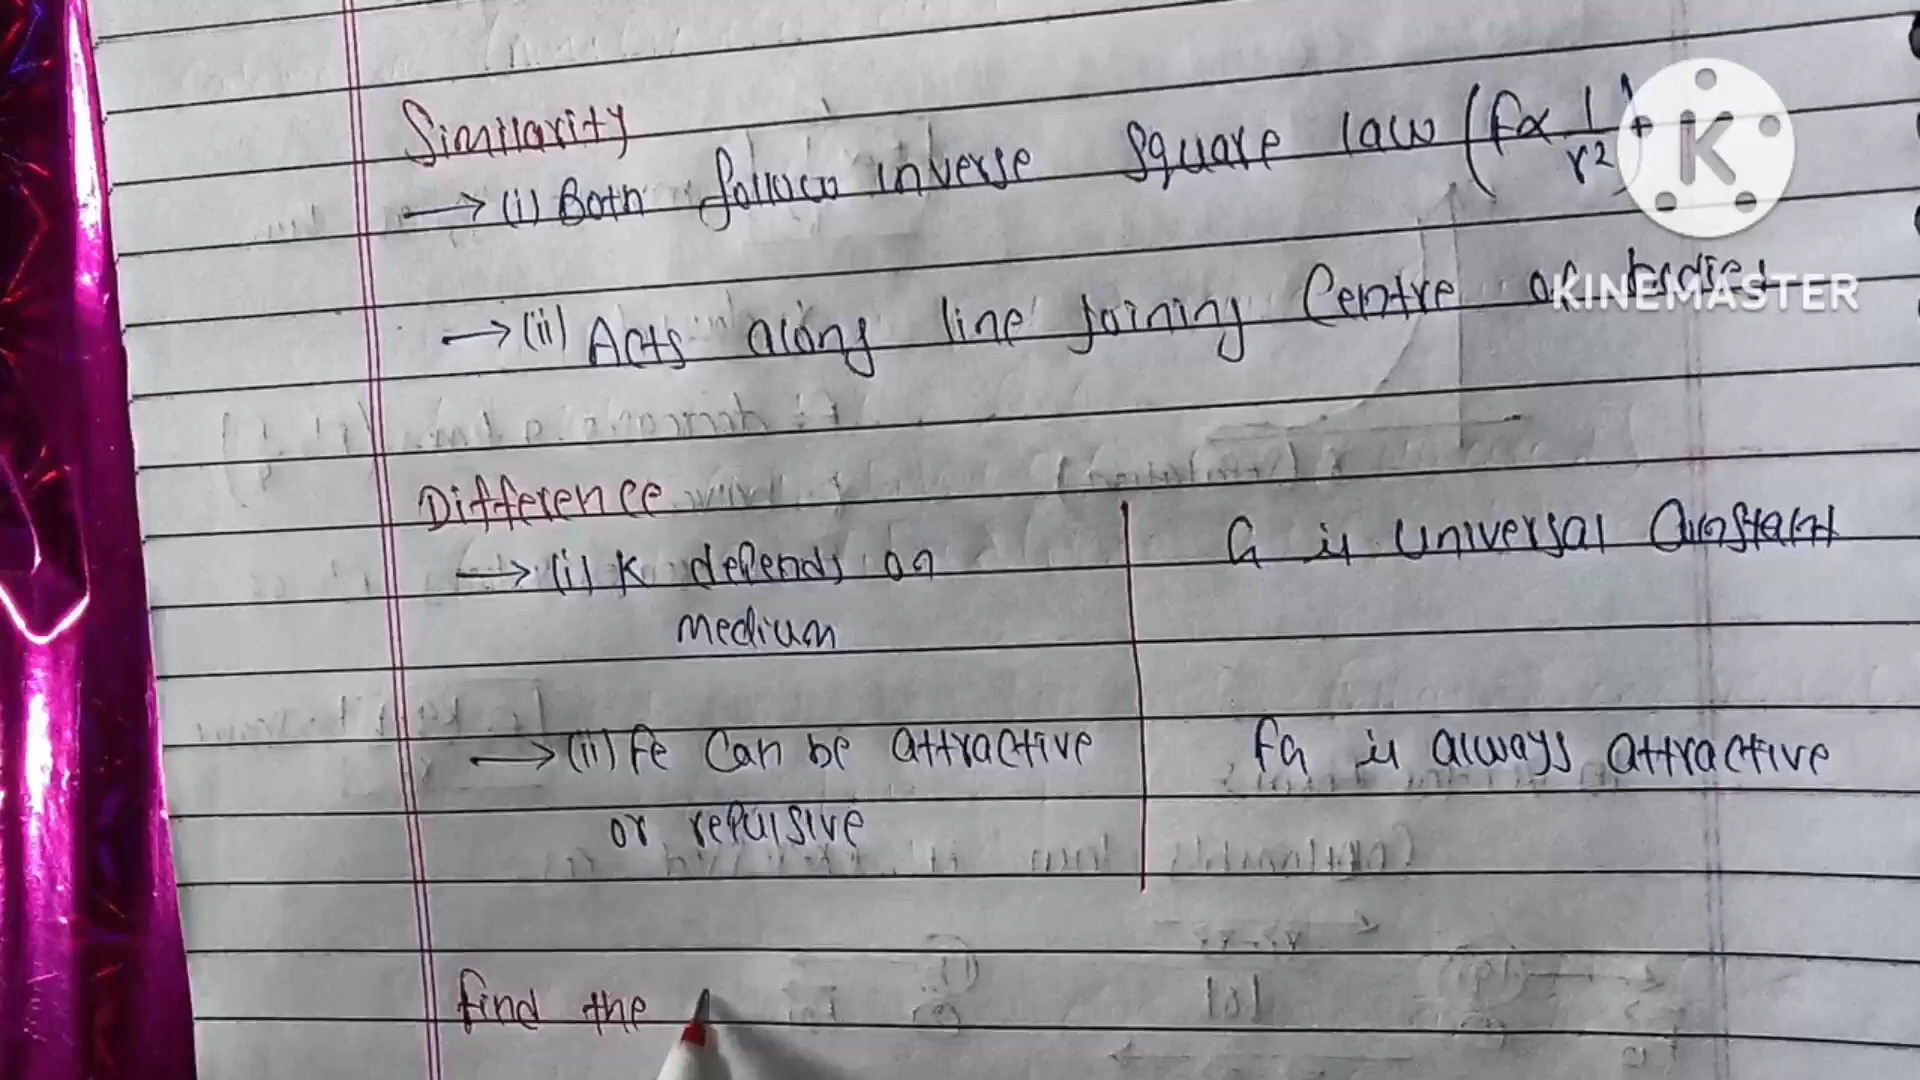 Similarity
→ (i) Both follow inverse square law (F∝ 1/r²)
→ (ii) Acts along line joining Centre of bodies
Difference
→ (i) K depends on
medium
G is universal Constant
→ (ii) Fe Can be attractive
or repulsive
FG is always attractive
find the
K
KINEMASTER